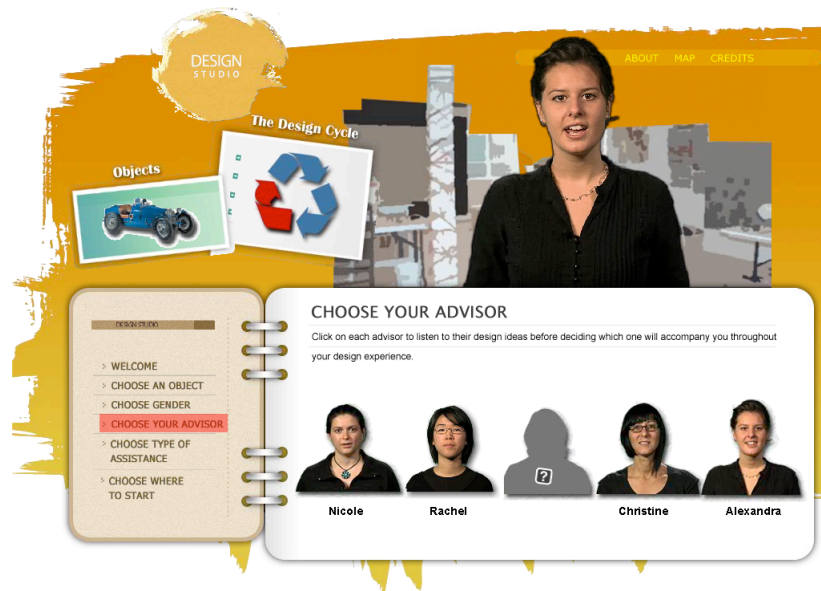 DESIGN
STUDIO
ABOUT MAP CREDITS
The Design Cycle
Objects
DESIGN STUDIO
WELCOME
CHOOSE AN OBJECT
CHOOSE GENDER
CHOOSE YOUR ADVISOR
CHOOSE TYPE OF
ASSISTANCE
CHOOSE WHERE
TO START
CHOOSE YOUR ADVISOR
Click on each advisor to listen to their design ideas before deciding which one will accompany you throughout
your design experience.
?
Nicole Rachel Christine Alexandra